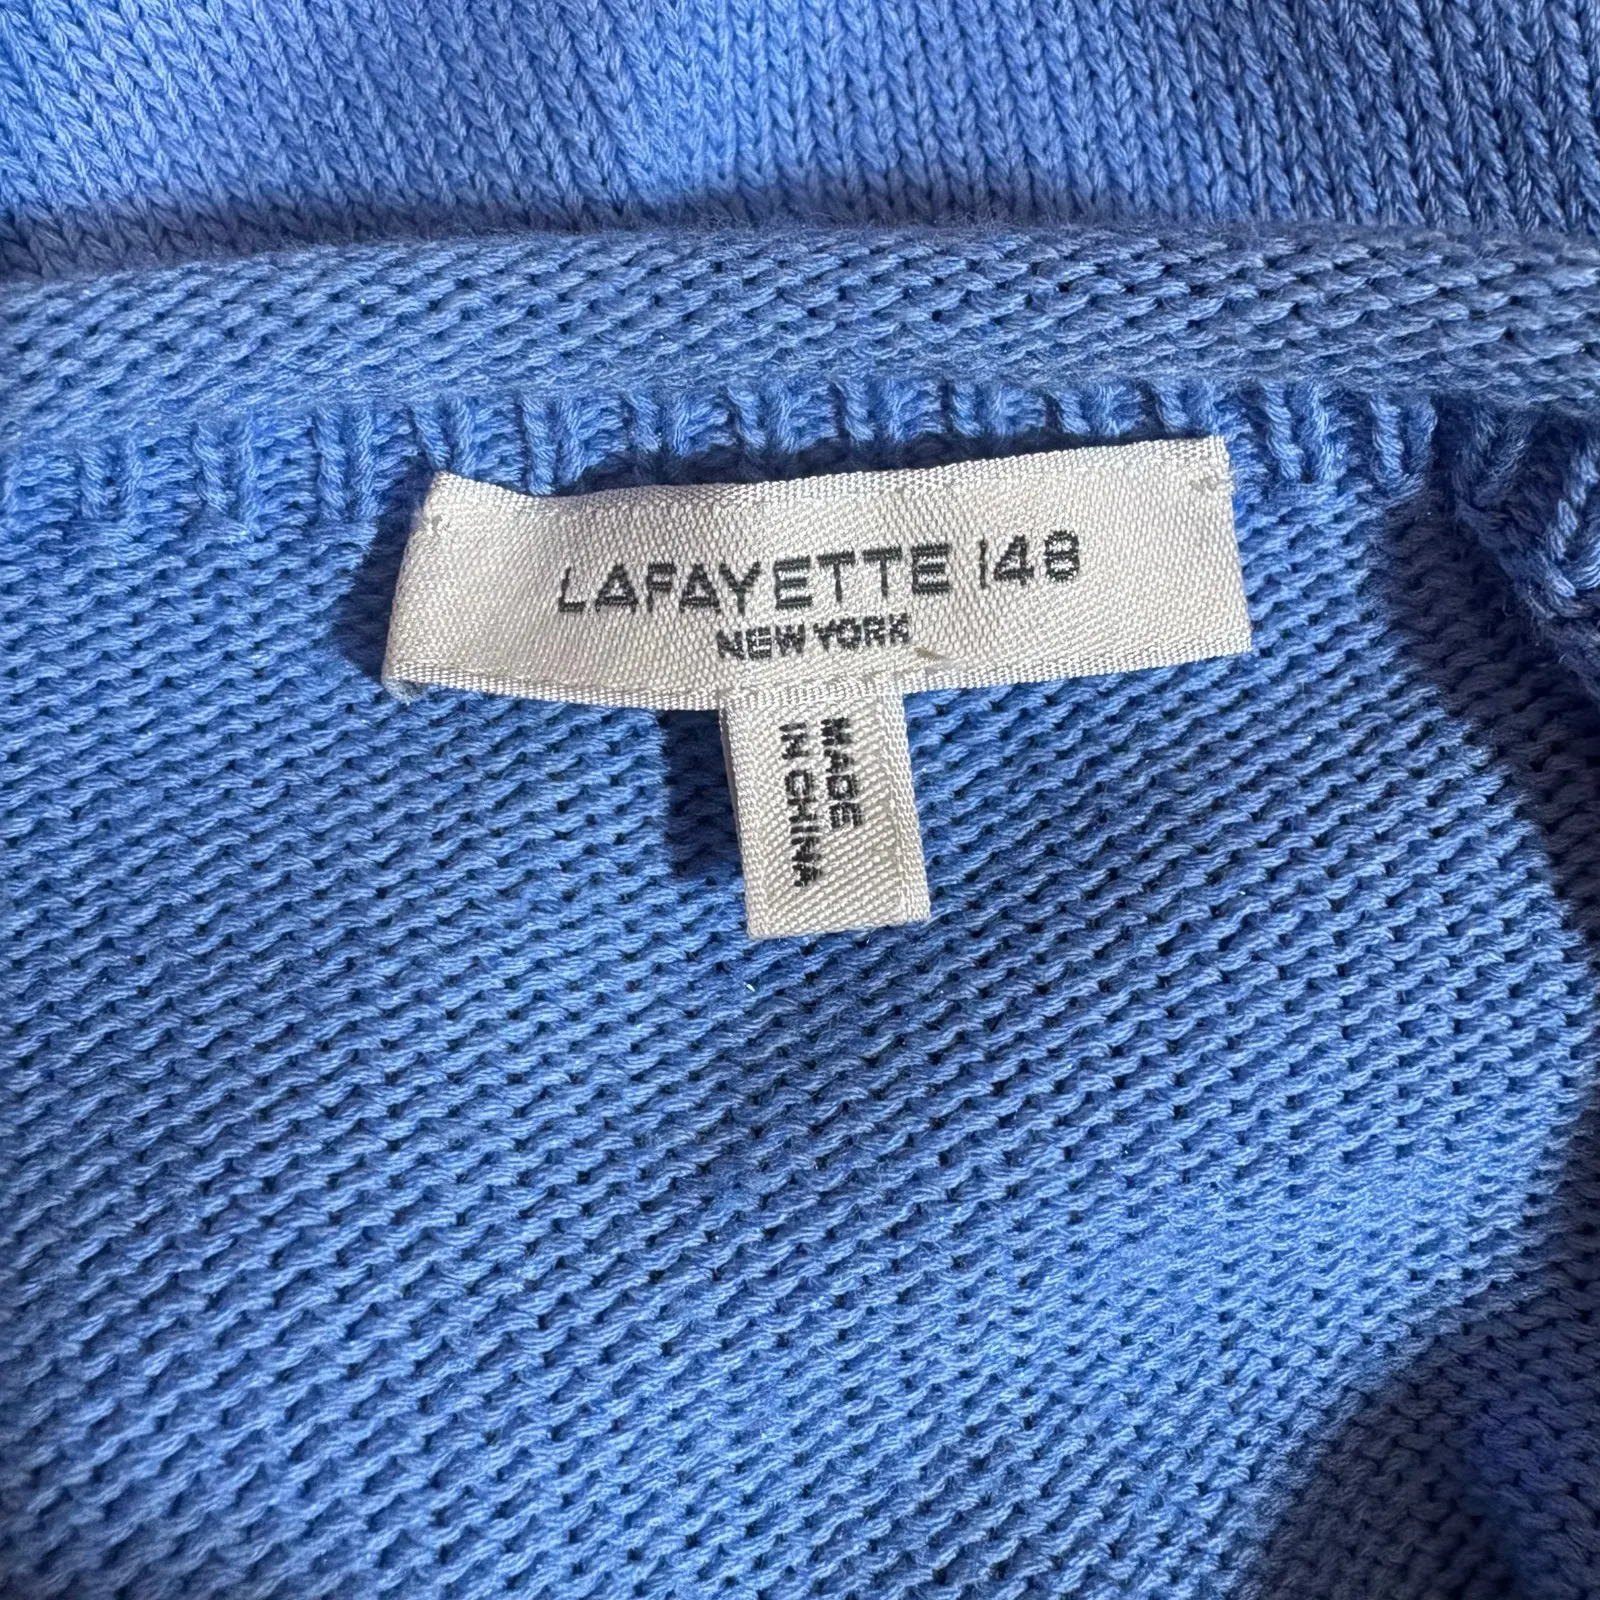 LAFAYETTE 148
NEW YORK
MADE
IN CHINA